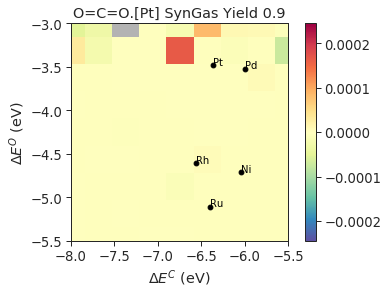 O=C=O.[Pt] SynGas Yield 0.9
−3.0
−3.5
−4.0
−4.5
−5.0
−5.5
ΔE^O (eV)
Pt
Pd
Rh
Ni
Ru
−8.0 −7.5 −7.0 −6.5 −6.0 −5.5
ΔE^C (eV)
0.0002
0.0001
0.0000
−0.0001
−0.0002